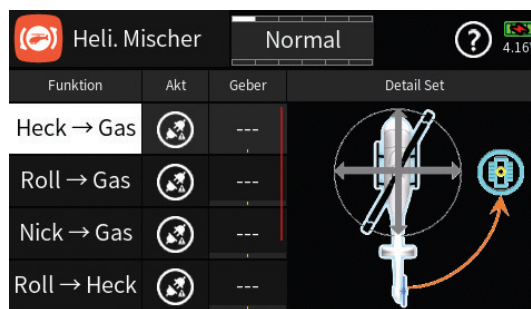 Heli. Mischer Normal ? 4.16
Funktion Akt Geber Detail Set
Heck → Gas ---
Roll → Gas ---
Nick → Gas ---
Roll → Heck ---